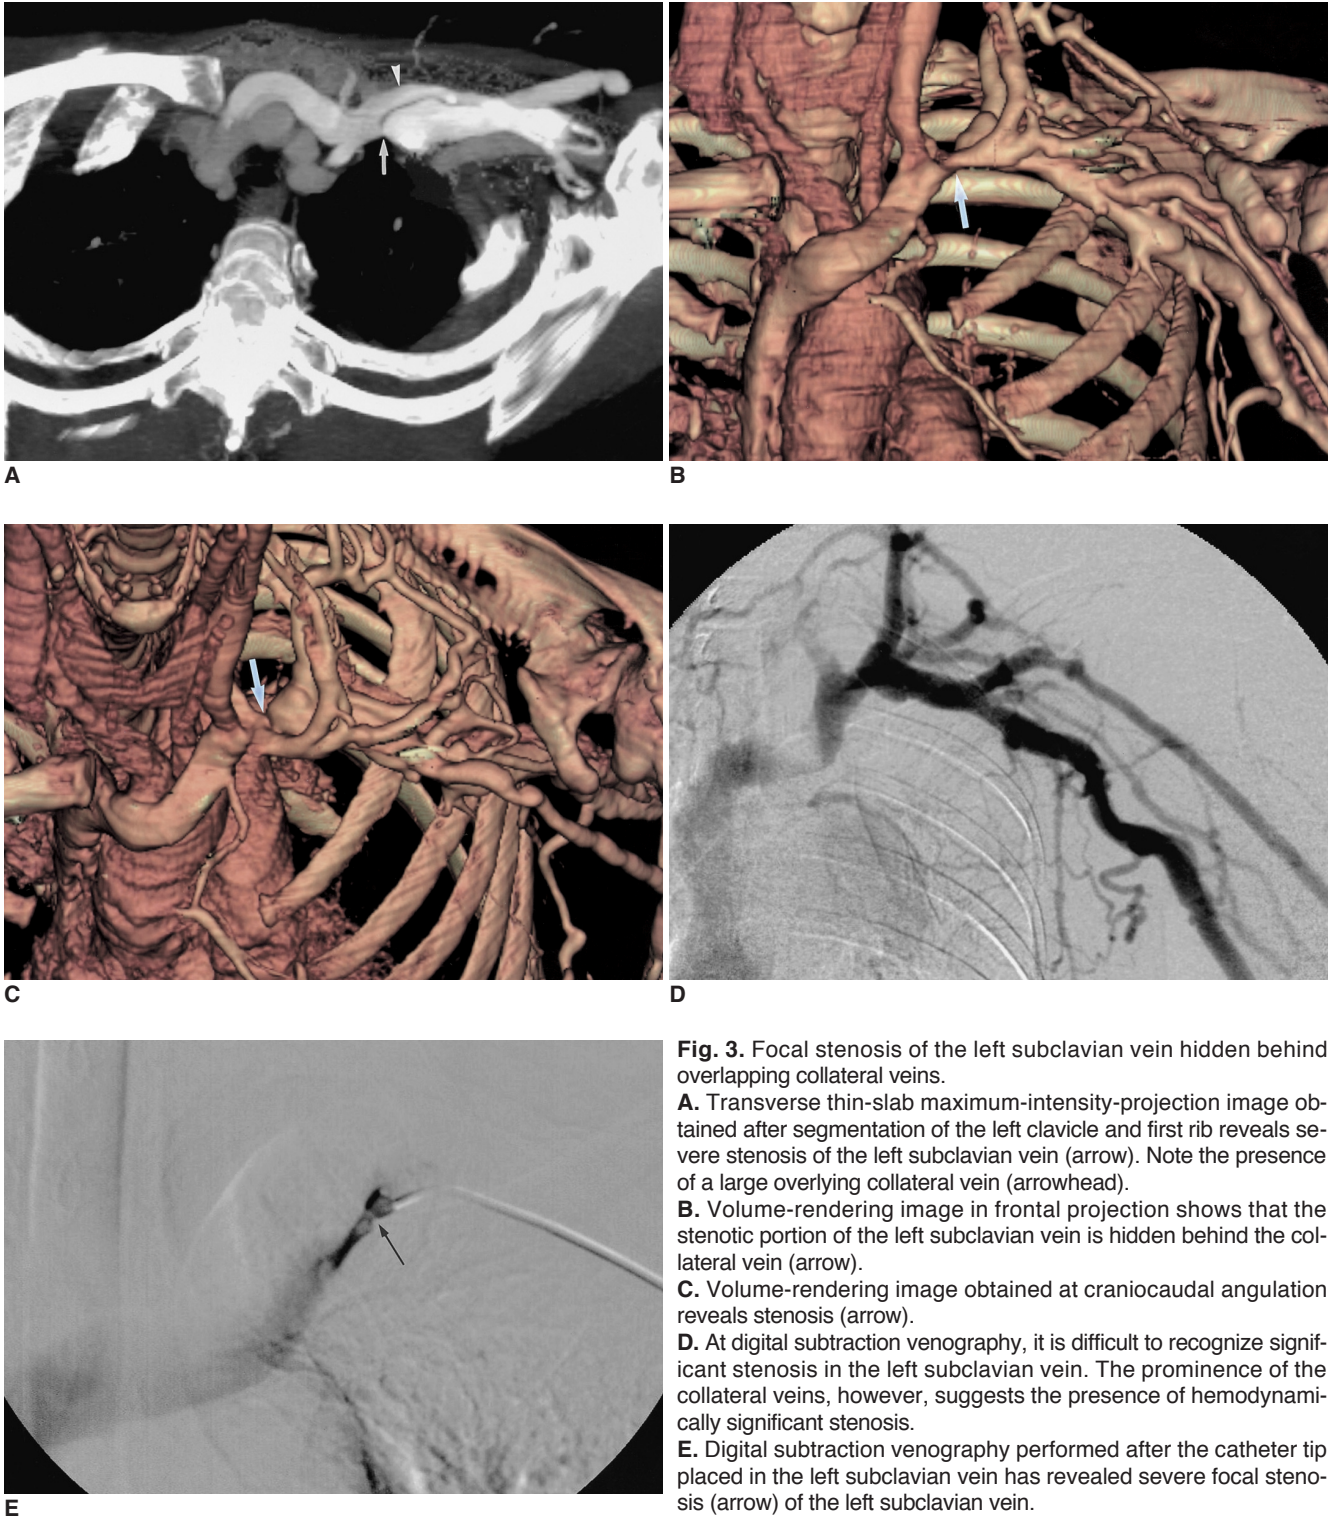 A
B
C
D
E
Fig. 3. Focal stenosis of the left subclavian vein hidden behind
overlapping collateral veins.
A. Transverse thin-slab maximum-intensity-projection image ob-
tained after segmentation of the left clavicle and first rib reveals se-
vere stenosis of the left subclavian vein (arrow). Note the presence
of a large overlying collateral vein (arrowhead).
B. Volume-rendering image in frontal projection shows that the
stenotic portion of the left subclavian vein is hidden behind the col-
lateral vein (arrow).
C. Volume-rendering image obtained at craniocaudal angulation
reveals stenosis (arrow).
D. At digital subtraction venography, it is difficult to recognize signif-
icant stenosis in the left subclavian vein. The prominence of the
collateral veins, however, suggests the presence of hemodynami-
cally significant stenosis.
E. Digital subtraction venography performed after the catheter tip
placed in the left subclavian vein has revealed severe focal steno-
sis (arrow) of the left subclavian vein.